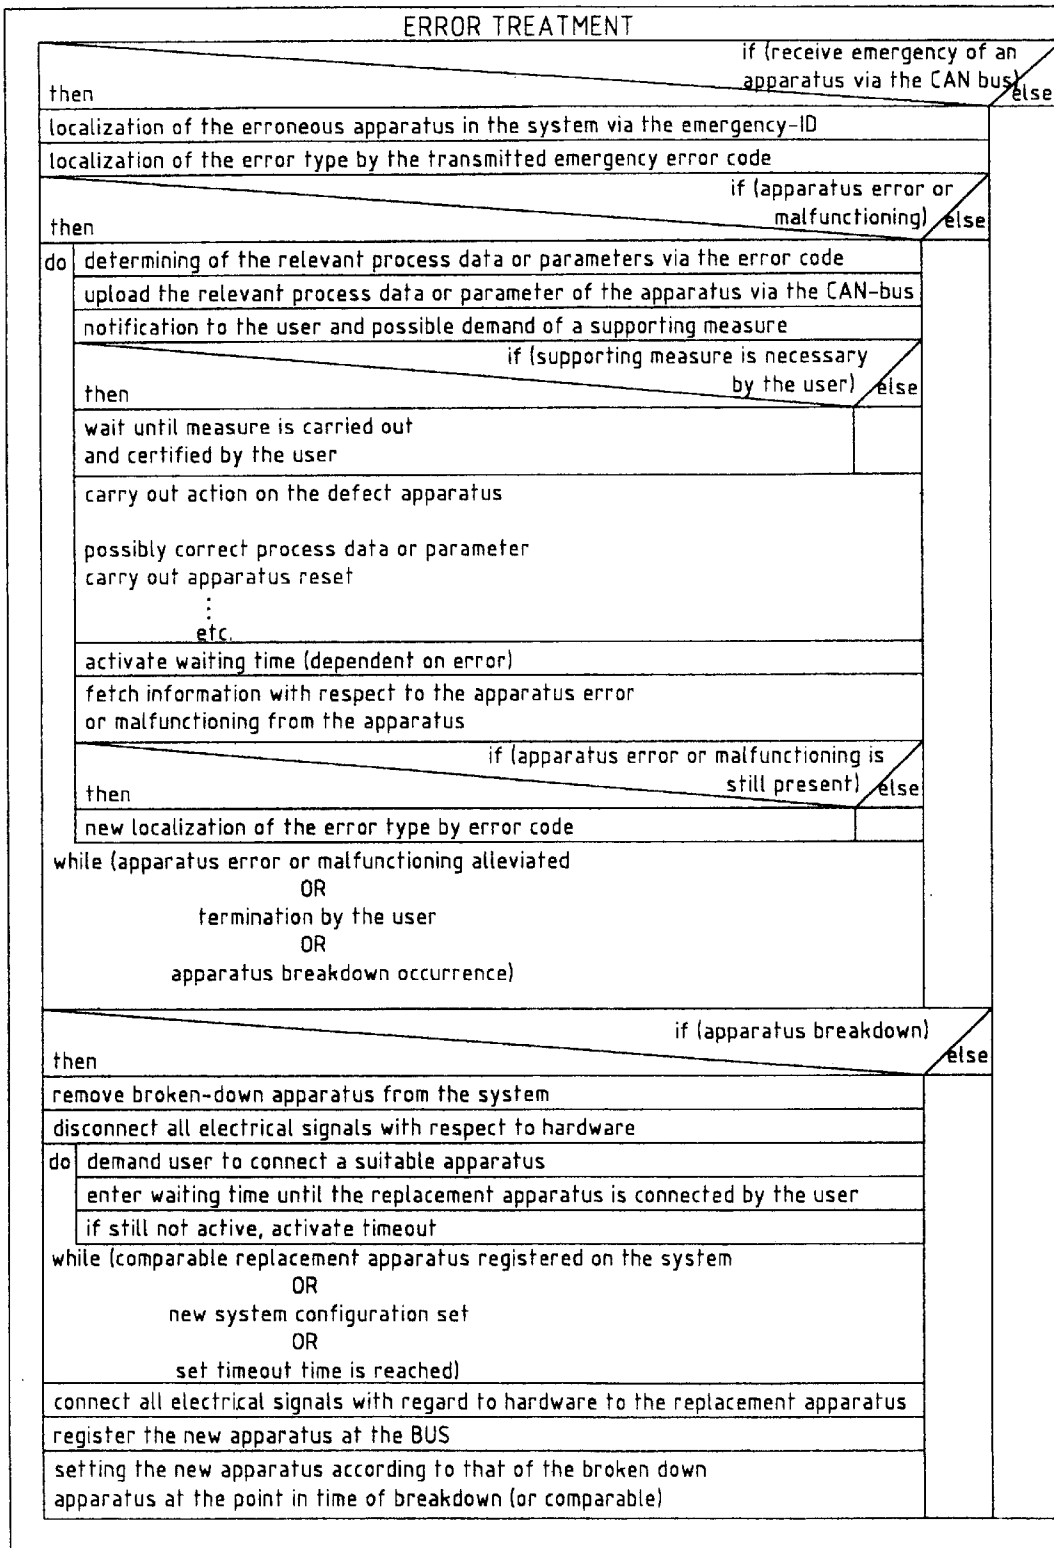 ERROR TREATMENT
if (receive emergency of an
apparatus via the CAN bus)
then
else
localization of the erroneous apparatus in the system via the emergency-ID
localization of the error type by the transmitted emergency error code
if (apparatus error or
malfunctioning)
then
else
do determining of the relevant process data or parameters via the error code
upload the relevant process data or parameter of the apparatus via the CAN-bus
notification to the user and possible demand of a supporting measure
if (supporting measure is necessary
by the user)
then
else
wait until measure is carried out
and certified by the user
carry out action on the defect apparatus
possibly correct process data or parameter
carry out apparatus reset
⋮
etc.
activate waiting time (dependent on error)
fetch information with respect to the apparatus error
or malfunctioning from the apparatus
if (apparatus error or malfunctioning is
still present)
then
else
new localization of the error type by error code
while (apparatus error or malfunctioning alleviated
OR
termination by the user
OR
apparatus breakdown occurrence)
if (apparatus breakdown)
then
else
remove broken-down apparatus from the system
disconnect all electrical signals with respect to hardware
do demand user to connect a suitable apparatus
enter waiting time until the replacement apparatus is connected by the user
if still not active, activate timeout
while (comparable replacement apparatus registered on the system
OR
new system configuration set
OR
set timeout time is reached)
connect all electrical signals with regard to hardware to the replacement apparatus
register the new apparatus at the BUS
setting the new apparatus according to that of the broken down
apparatus at the point in time of breakdown (or comparable)